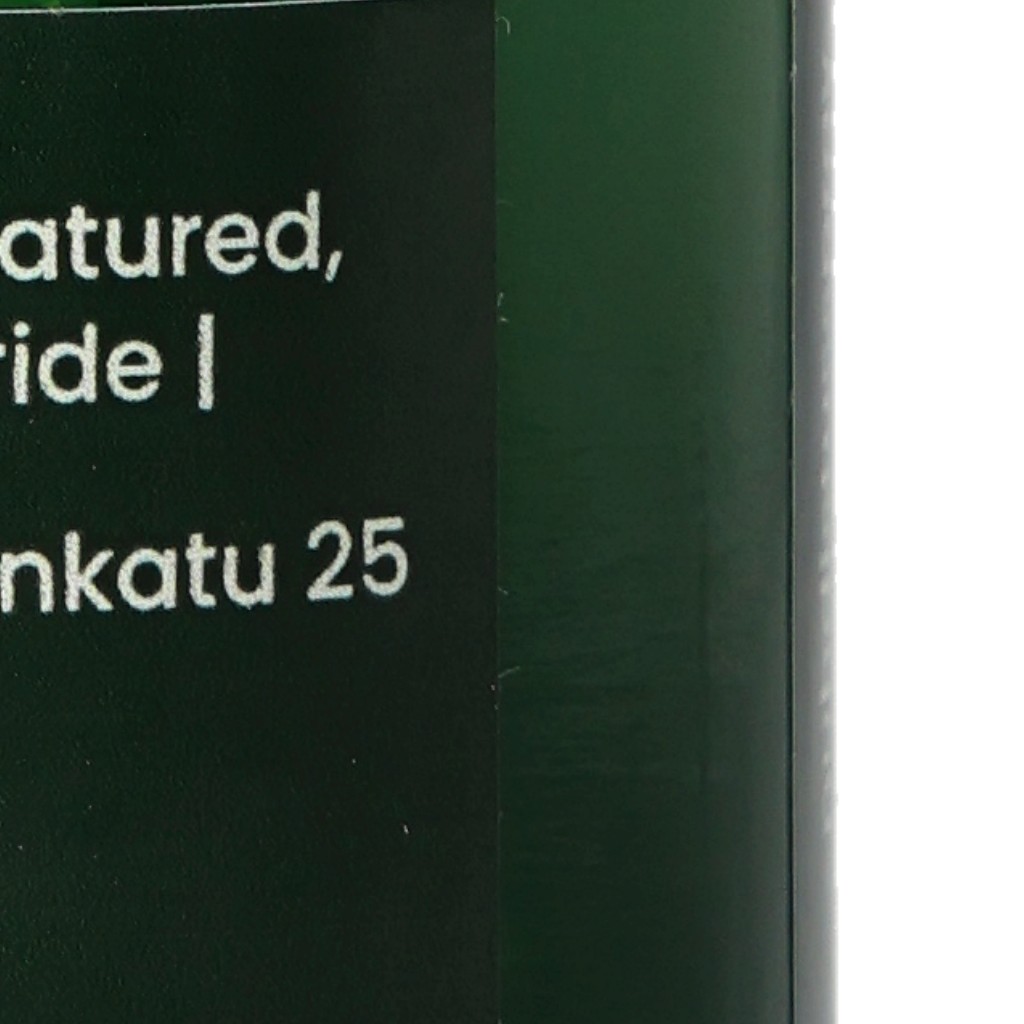 atured,
ride |
nkatu 25